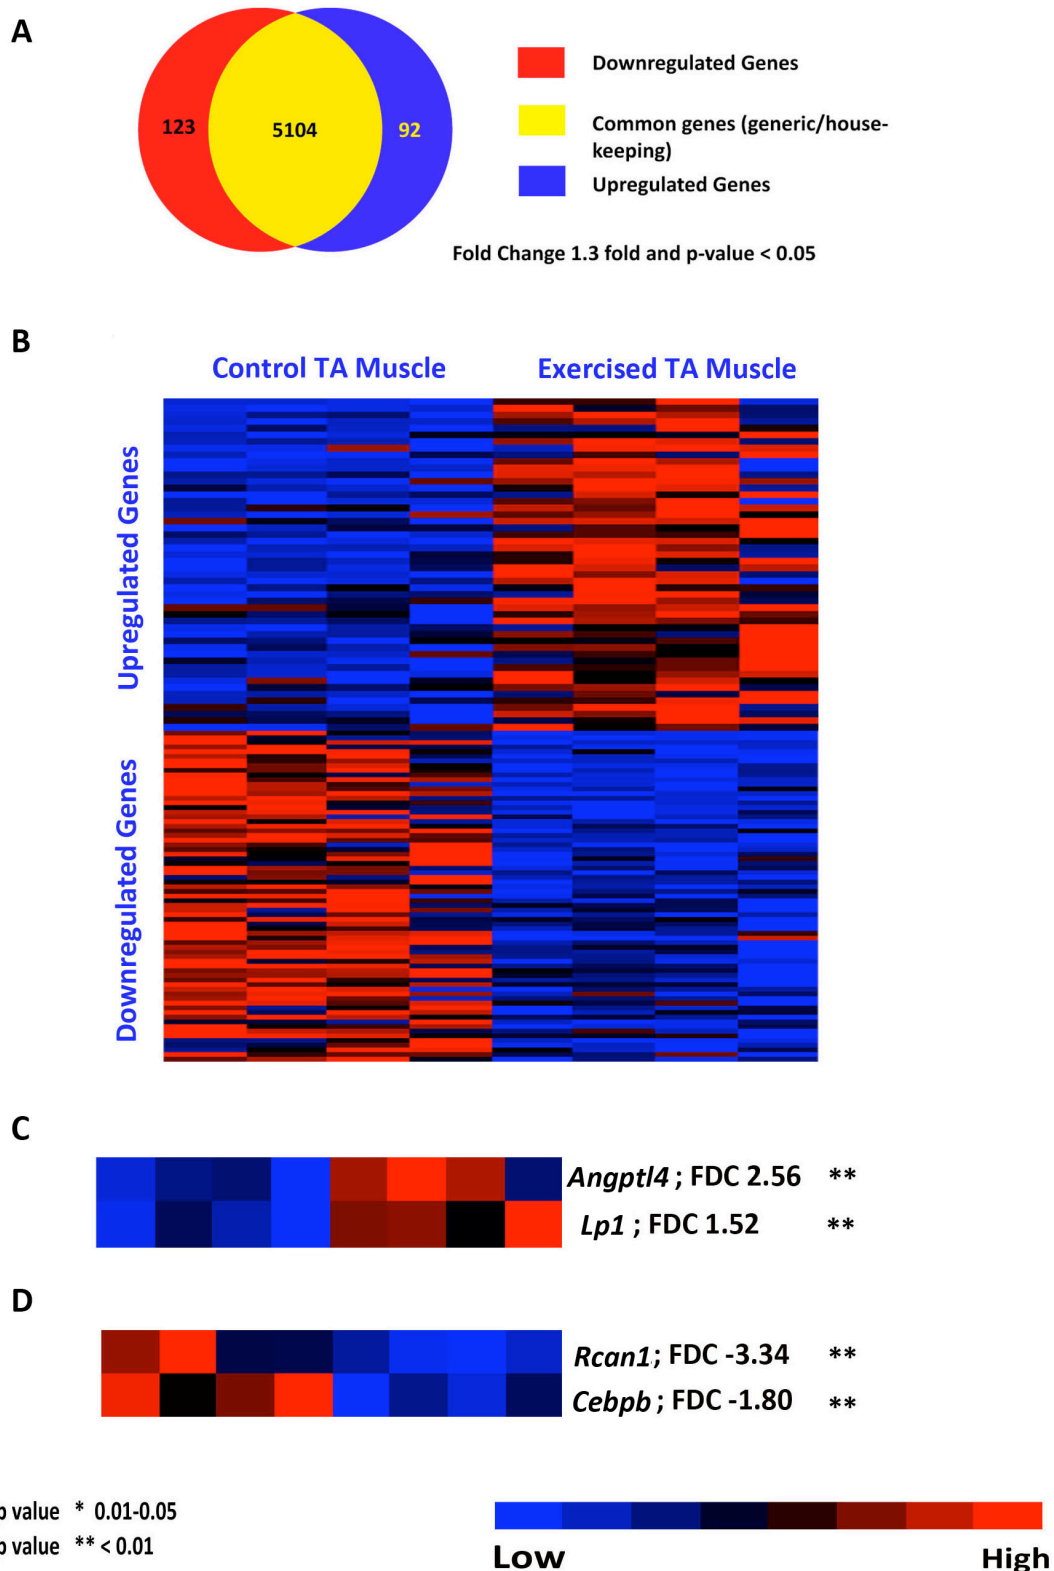 A
123
5104
92
Downregulated Genes
Common genes (generic/house-
keeping)
Upregulated Genes
Fold Change 1.3 fold and p-value < 0.05
B
Control TA Muscle
Exercised TA Muscle
Upregulated Genes
Downregulated Genes
C
Angptl4 ; FDC 2.56 **
Lp1 ; FDC 1.52 **
D
Rcan1; FDC -3.34 **
Cebpb ; FDC -1.80 **
p value * 0.01-0.05
p value ** < 0.01
Low
High